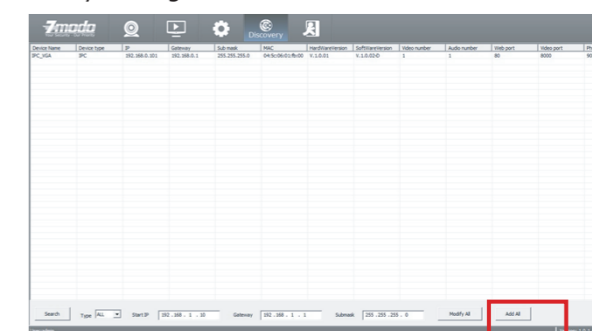 Zmodo
Discovery
Device Name Device type IP Gateway Sub mask MAC HardWareVersion SoftWareVersion Video number Audio number Web port Video port
IPC_VGA IPC 192.168.0.101 192.168.0.1 255.255.255.0 V.1.0.01 V.1.0.02 1 1 80 8000
Search Type ALL Start IP 192 . 168 . 1 . 10 Gateway 192 . 168 . 1 . 1 Submask 255 . 255 . 255 . 0 Modify All Add All